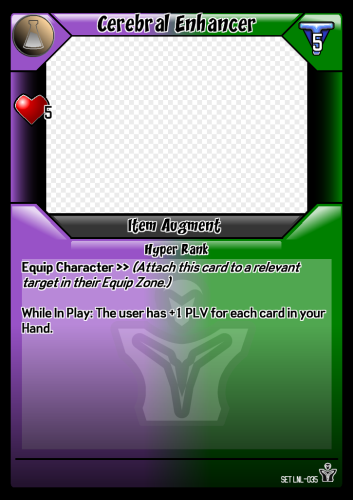 Cerebral Enhancer
5
5
Item Augment
Hyper Rank
Equip Character >> (Attach this card to a relevant
target in their Equip Zone.)
While In Play: The user has +1 PLV for each card in your
Hand.
SET LNL-035